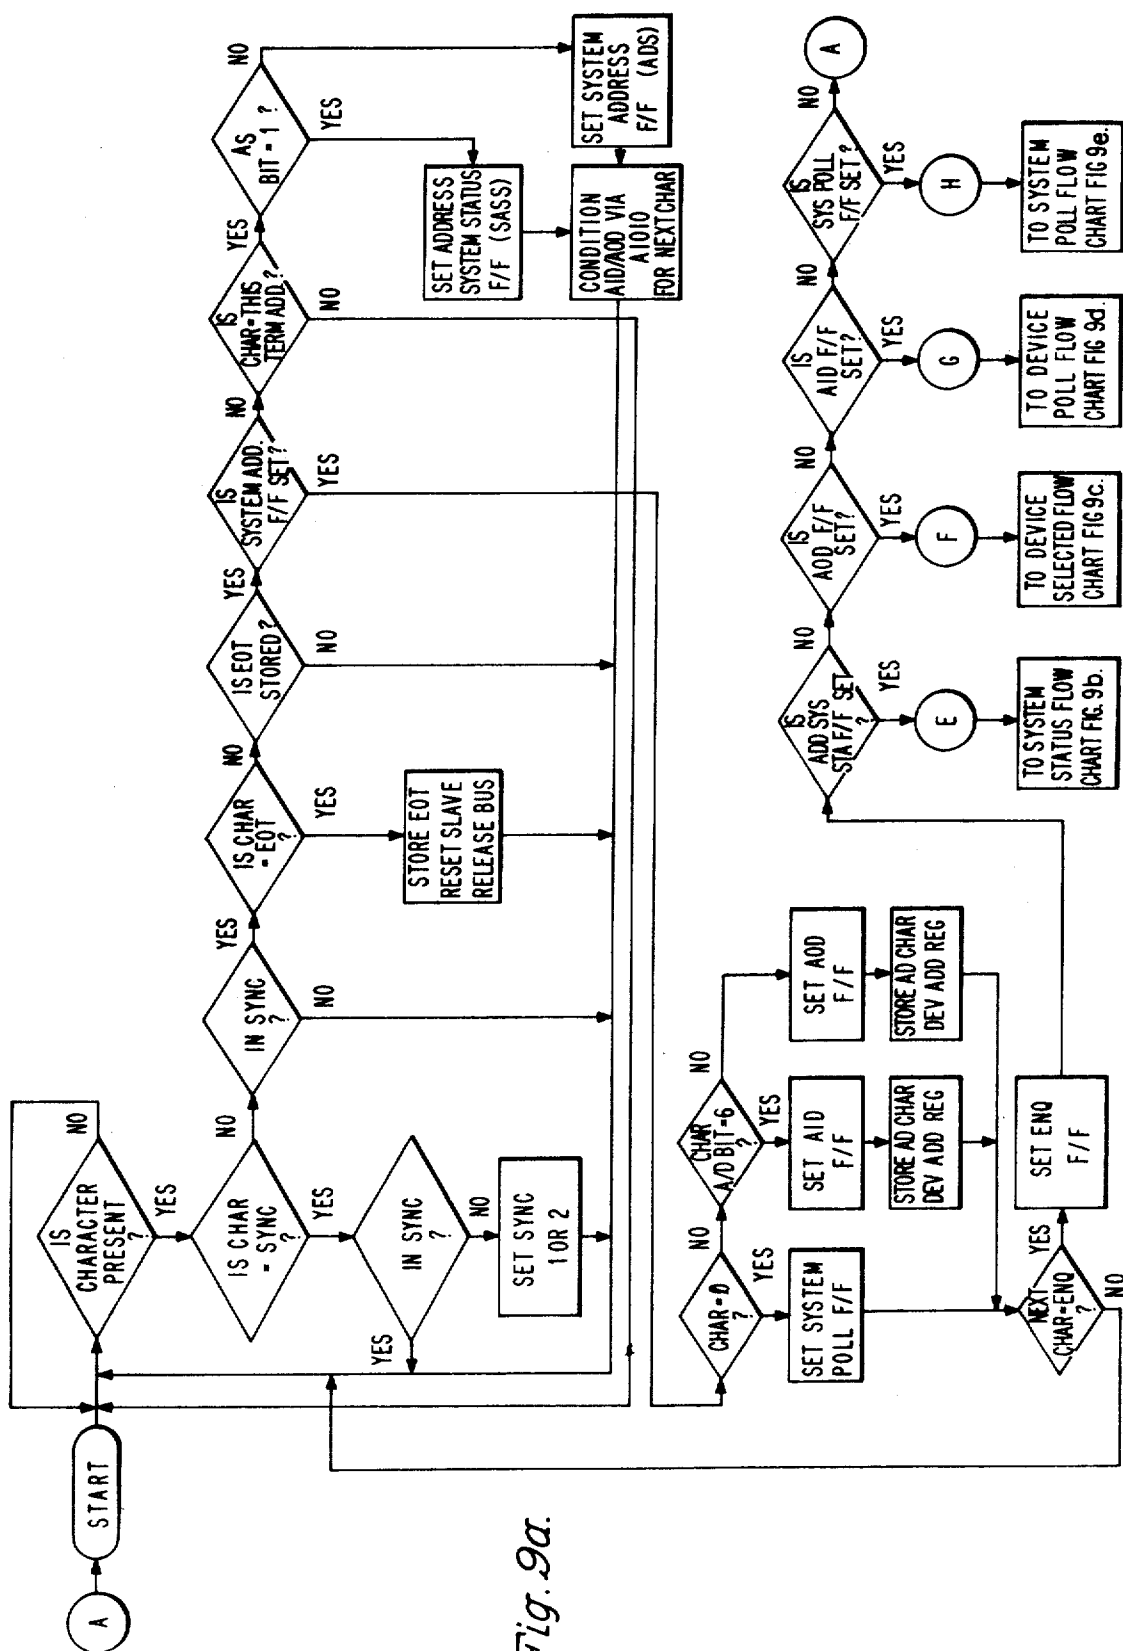 A
START
IS
CHARACTER
PRESENT
?
NO
YES
IS CHAR
= SYNC
?
NO
YES
IN SYNC
?
YES
NO
SET SYNC
1 OR 2
IN SYNC
?
YES
NO
IS CHAR
= EOT
?
NO
YES
STORE EOT
RESET SLAVE
RELEASE BUS
IS EOT
STORED?
YES
NO
IS
SYSTEM ADD.
F/F SET?
NO
YES
IS
CHAR=THIS
TERM ADD.?
YES
NO
AS
BIT = 1 ?
NO
YES
SET ADDRESS
SYSTEM STATUS
F/F (SASS)
SET SYSTEM
ADDRESS
F/F (ADS)
CONDITION
AID/AOD VIA
A1010
FOR NEXT CHAR
CHAR=0
?
NO
YES
SET SYSTEM
POLL F/F
CHAR
A/D BIT=6
?
NO
YES
SET AID
F/F
STORE AD CHAR
DEV ADD REG
SET AOD
F/F
STORE AD CHAR
DEV ADD REG
NEXT
CHAR=ENQ
?
YES
NO
SET ENQ
F/F
IS
ADD SYS
STA F/F SET
?
NO
YES
E
TO SYSTEM
STATUS FLOW
CHART FIG. 9b.
IS
AOD F/F
SET?
NO
YES
F
TO DEVICE
SELECTED FLOW
CHART FIG 9c.
IS
AID F/F
SET?
NO
YES
G
TO DEVICE
POLL FLOW
CHART FIG 9d.
IS
SYS POLL
F/F SET?
NO
YES
H
TO SYSTEM
POLL FLOW
CHART FIG 9e.
A
Fig. 9a.